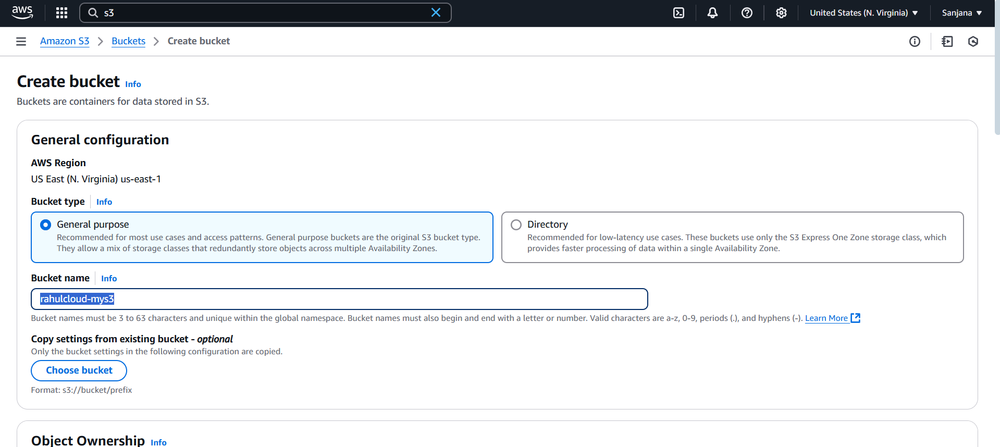 aws
s3
United States (N. Virginia)
Sanjana
Amazon S3 > Buckets > Create bucket
Create bucket Info
Buckets are containers for data stored in S3.
General configuration
AWS Region
US East (N. Virginia) us-east-1
Bucket type Info
General purpose
Recommended for most use cases and access patterns. General purpose buckets are the original S3 bucket type.
They allow a mix of storage classes that redundantly store objects across multiple Availability Zones.
Directory
Recommended for low-latency use cases. These buckets use only the S3 Express One Zone storage class, which
provides faster processing of data within a single Availability Zone.
Bucket name Info
rahulcloud-mys3
Bucket names must be 3 to 63 characters and unique within the global namespace. Bucket names must also begin and end with a letter or number. Valid characters are a-z, 0-9, periods (.), and hyphens (-). Learn More
Copy settings from existing bucket - optional
Only the bucket settings in the following configuration are copied.
Choose bucket
Format: s3://bucket/prefix
Object Ownership Info